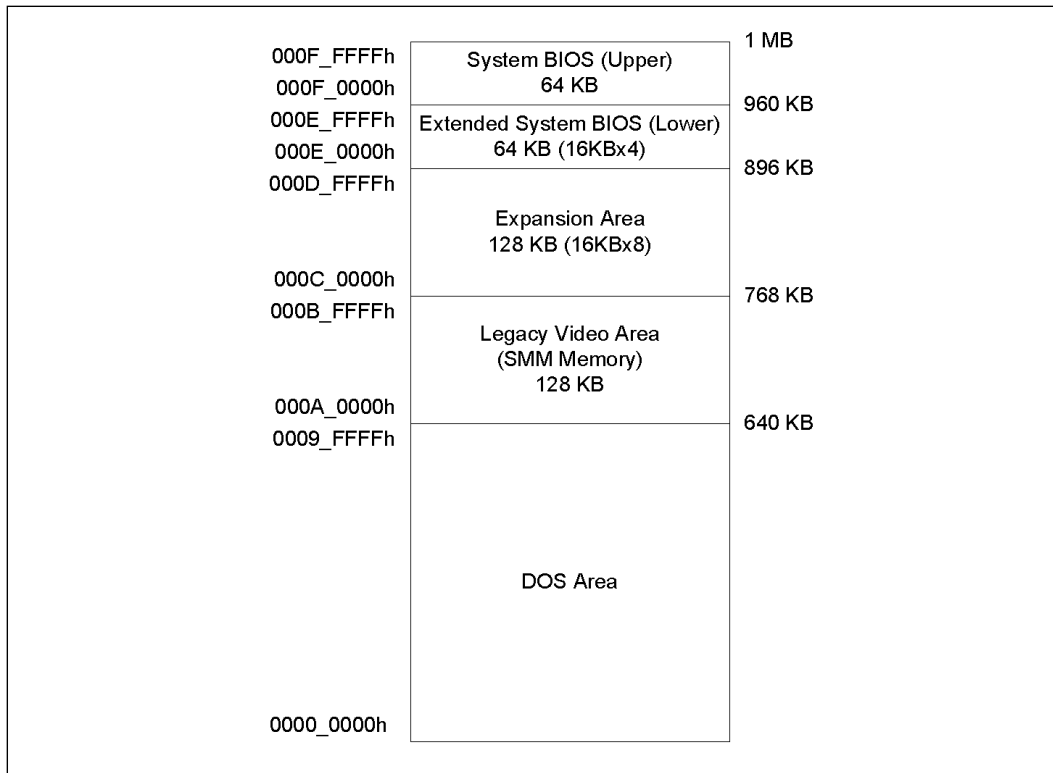 1 MB
000F_FFFFh
System BIOS (Upper)
64 KB
000F_0000h
960 KB
000E_FFFFh
Extended System BIOS (Lower)
64 KB (16KBx4)
000E_0000h
896 KB
000D_FFFFh
Expansion Area
128 KB (16KBx8)
000C_0000h
768 KB
000B_FFFFh
Legacy Video Area
(SMM Memory)
128 KB
000A_0000h
640 KB
0009_FFFFh
DOS Area
0000_0000h